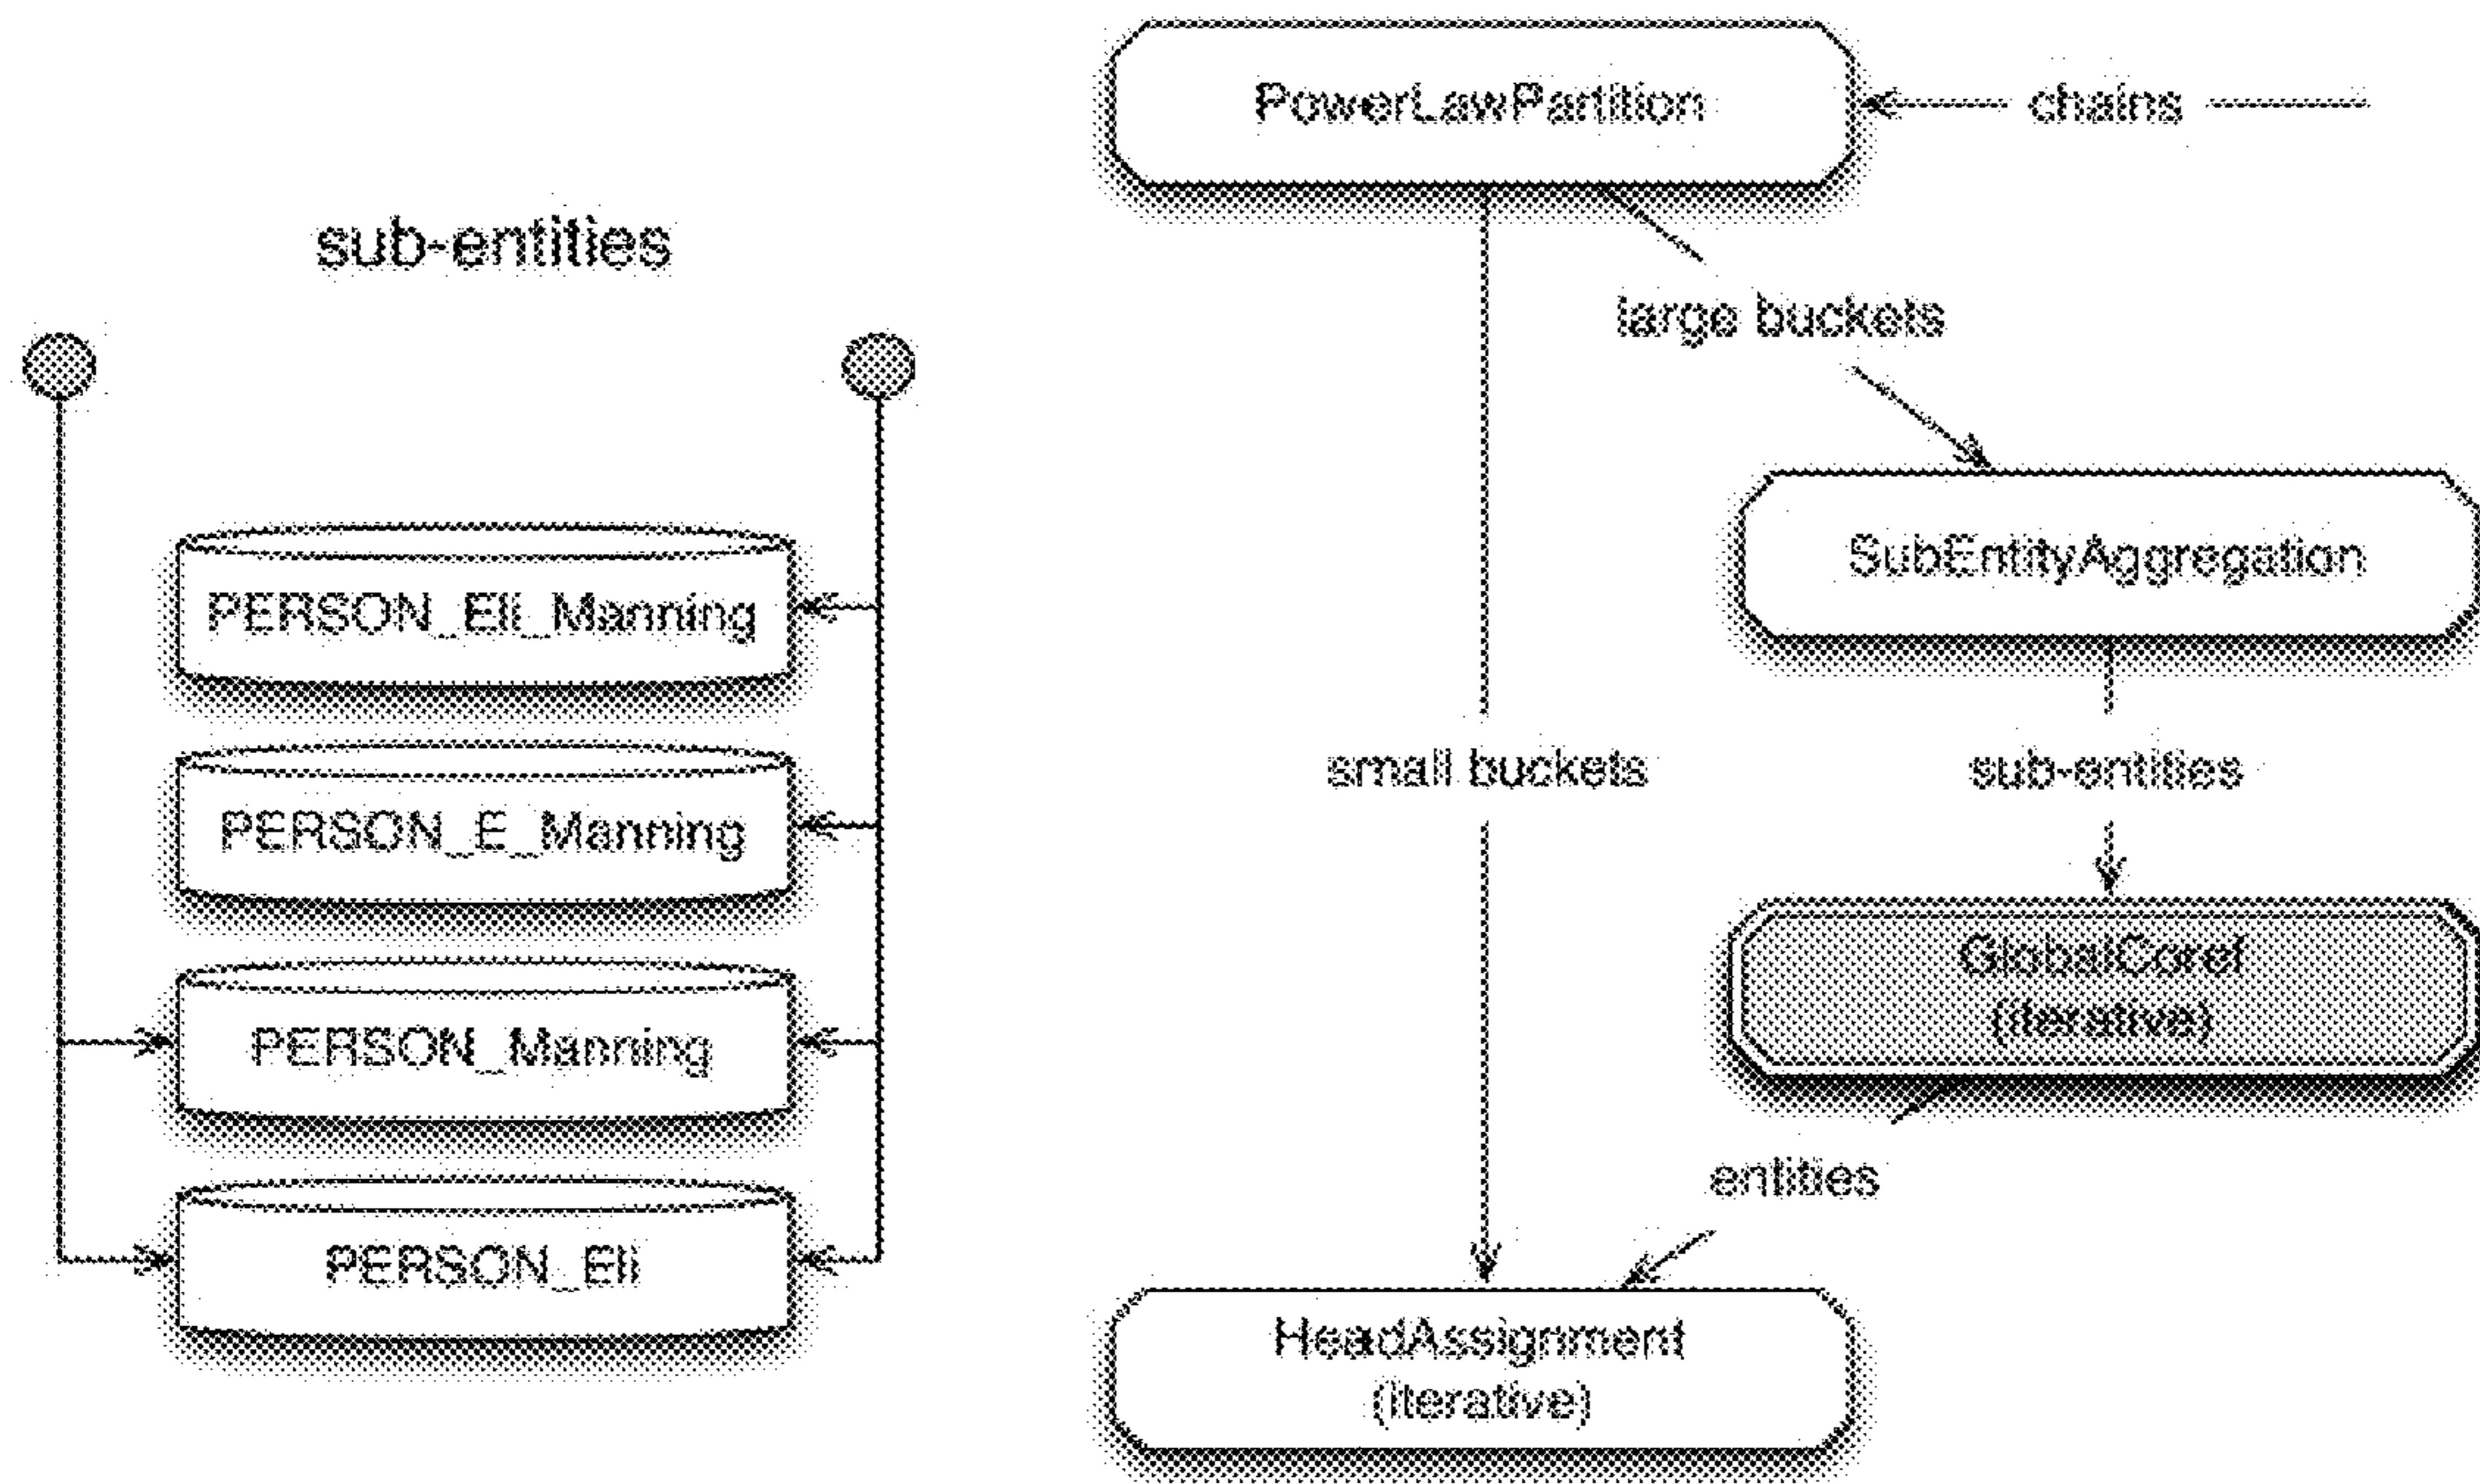 sub-entities
PERSON_Eli_Manning
PERSON_E_Manning
PERSON_Manning
PERSON_Eli
PowerLawPartition
chains
large buckets
SubEntityAggregation
small buckets
sub-entities
GlobalCoref
(iterative)
entities
HeadAssignment
(iterative)